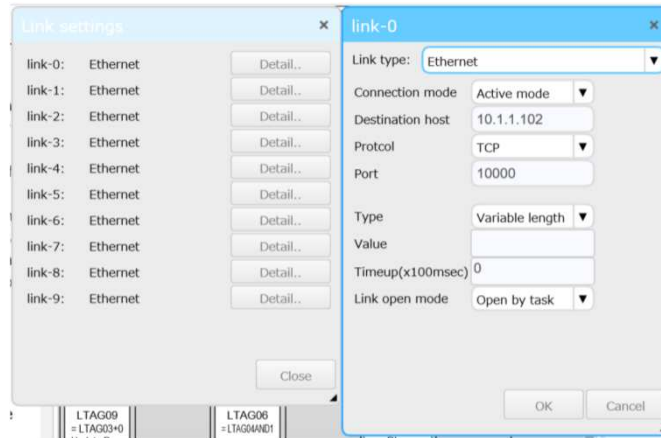 Link settings
×
link-0: Ethernet Detail..
link-1: Ethernet Detail..
link-2: Ethernet Detail..
link-3: Ethernet Detail..
link-4: Ethernet Detail..
link-5: Ethernet Detail..
link-6: Ethernet Detail..
link-7: Ethernet Detail..
link-8: Ethernet Detail..
link-9: Ethernet Detail..
Close
link-0
×
Link type: Ethernet
Connection mode Active mode
Destination host 10.1.1.102
Protcol TCP
Port 10000
Type Variable length
Value
Timeup(x100msec) 0
Link open mode Open by task
OK Cancel
LTAG09 LTAG06
= LTAG03+0 = LTAG04AND1